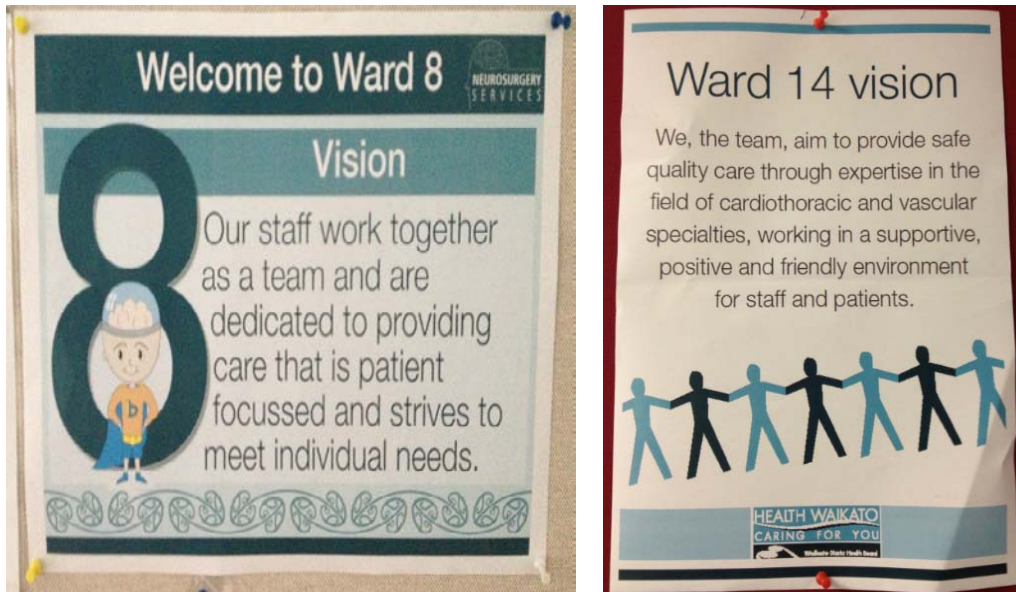 Welcome to Ward 8
NEUROSURGERY
SERVICES
Vision
8
Our staff work together
as a team and are
dedicated to providing
care that is patient
focussed and strives to
meet individual needs.
b
Ward 14 vision
We, the team, aim to provide safe
quality care through expertise in the
field of cardiothoracic and vascular
specialties, working in a supportive,
positive and friendly environment
for staff and patients.
HEALTH WAIKATO
CARING FOR YOU
Waikato District Health Board